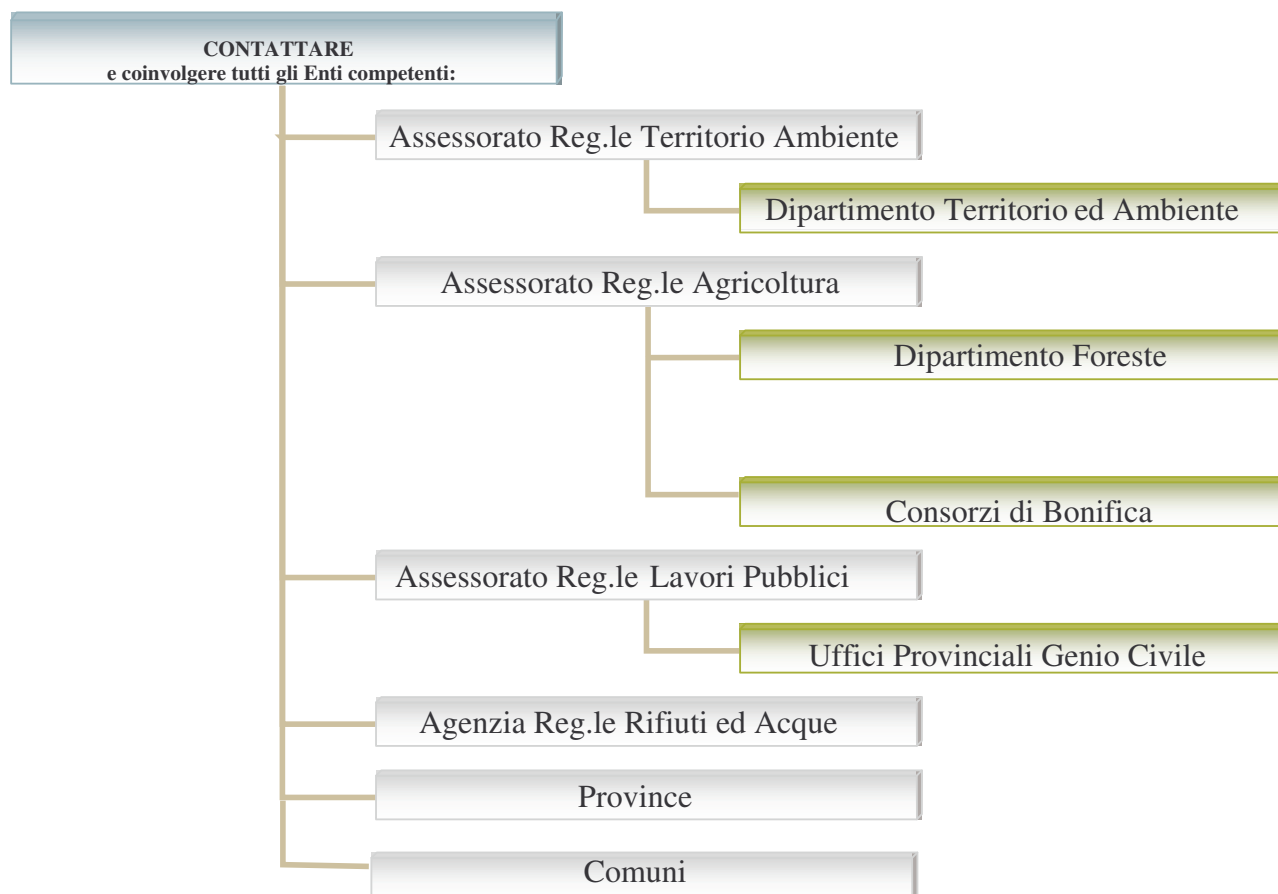 CONTATTARE
e coinvolgere tutti gli Enti competenti:
Assessorato Reg.le Territorio Ambiente
Dipartimento Territorio ed Ambiente
Assessorato Reg.le Agricoltura
Dipartimento Foreste
Consorzi di Bonifica
Assessorato Reg.le Lavori Pubblici
Uffici Provinciali Genio Civile
Agenzia Reg.le Rifiuti ed Acque
Province
Comuni